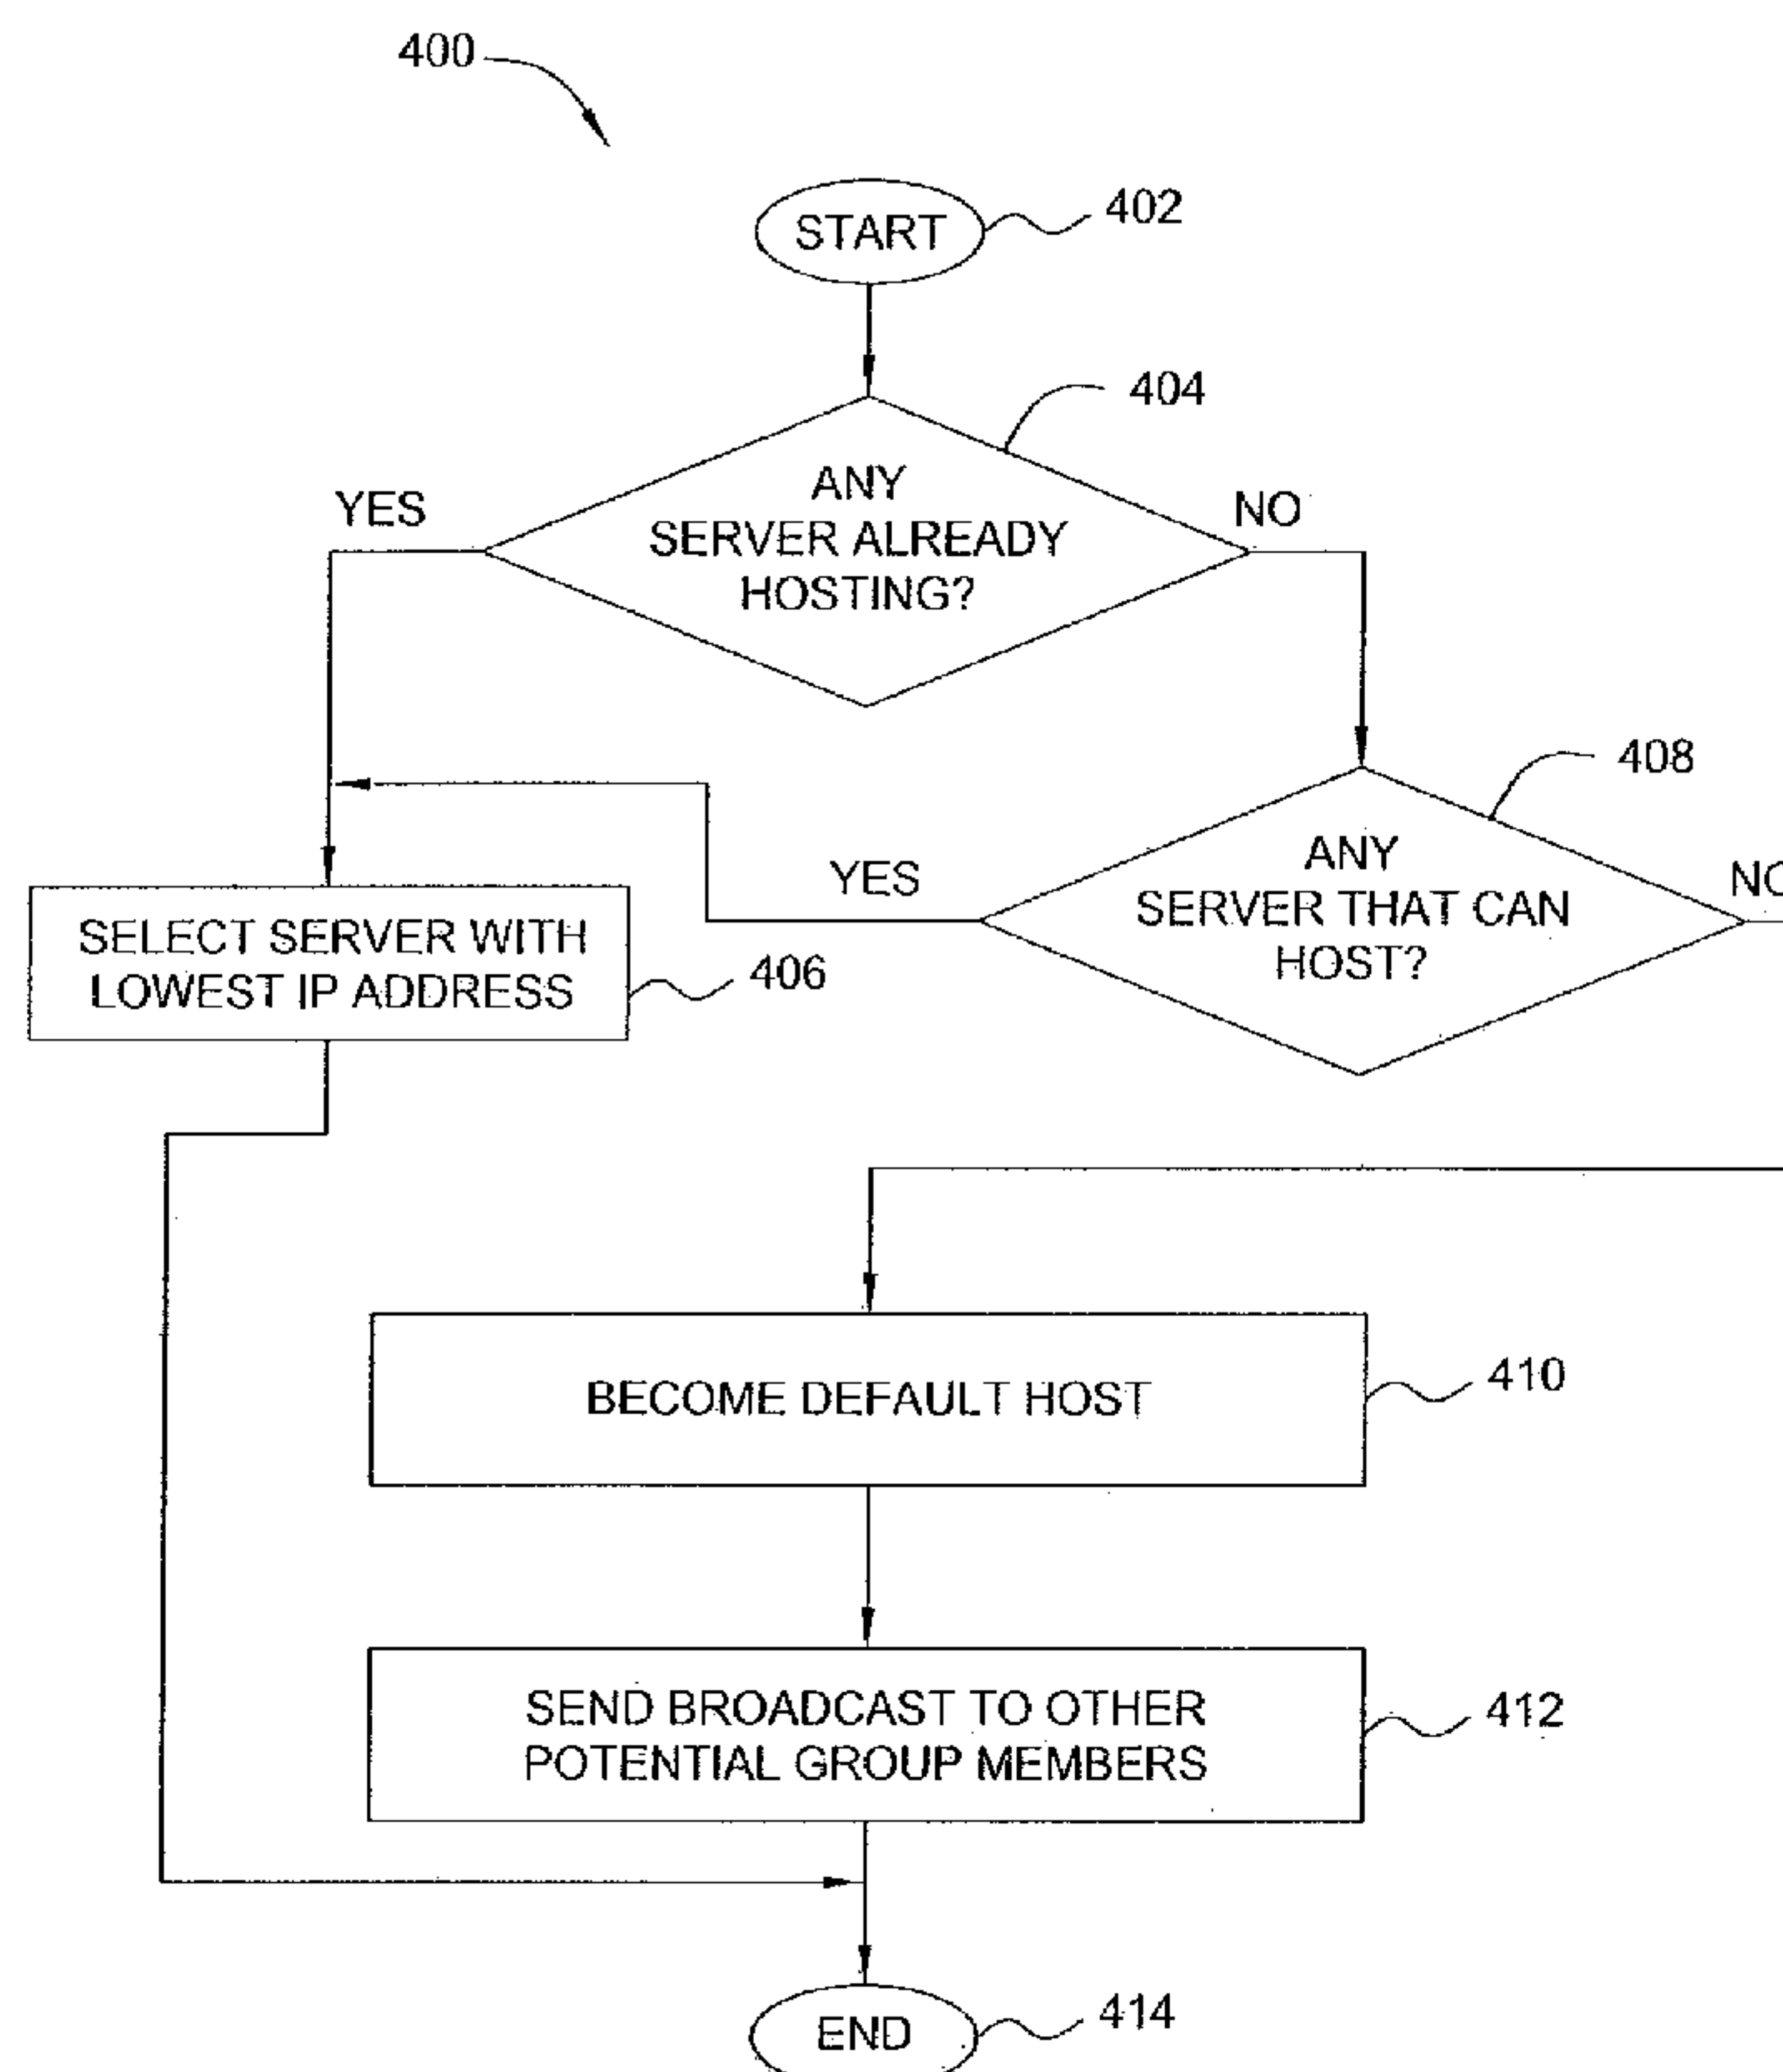 400
START
402
404
ANY
SERVER ALREADY
HOSTING?
YES
NO
408
ANY
SERVER THAT CAN
HOST?
YES
NO
SELECT SERVER WITH
LOWEST IP ADDRESS
406
BECOME DEFAULT HOST
410
SEND BROADCAST TO OTHER
POTENTIAL GROUP MEMBERS
412
END
414